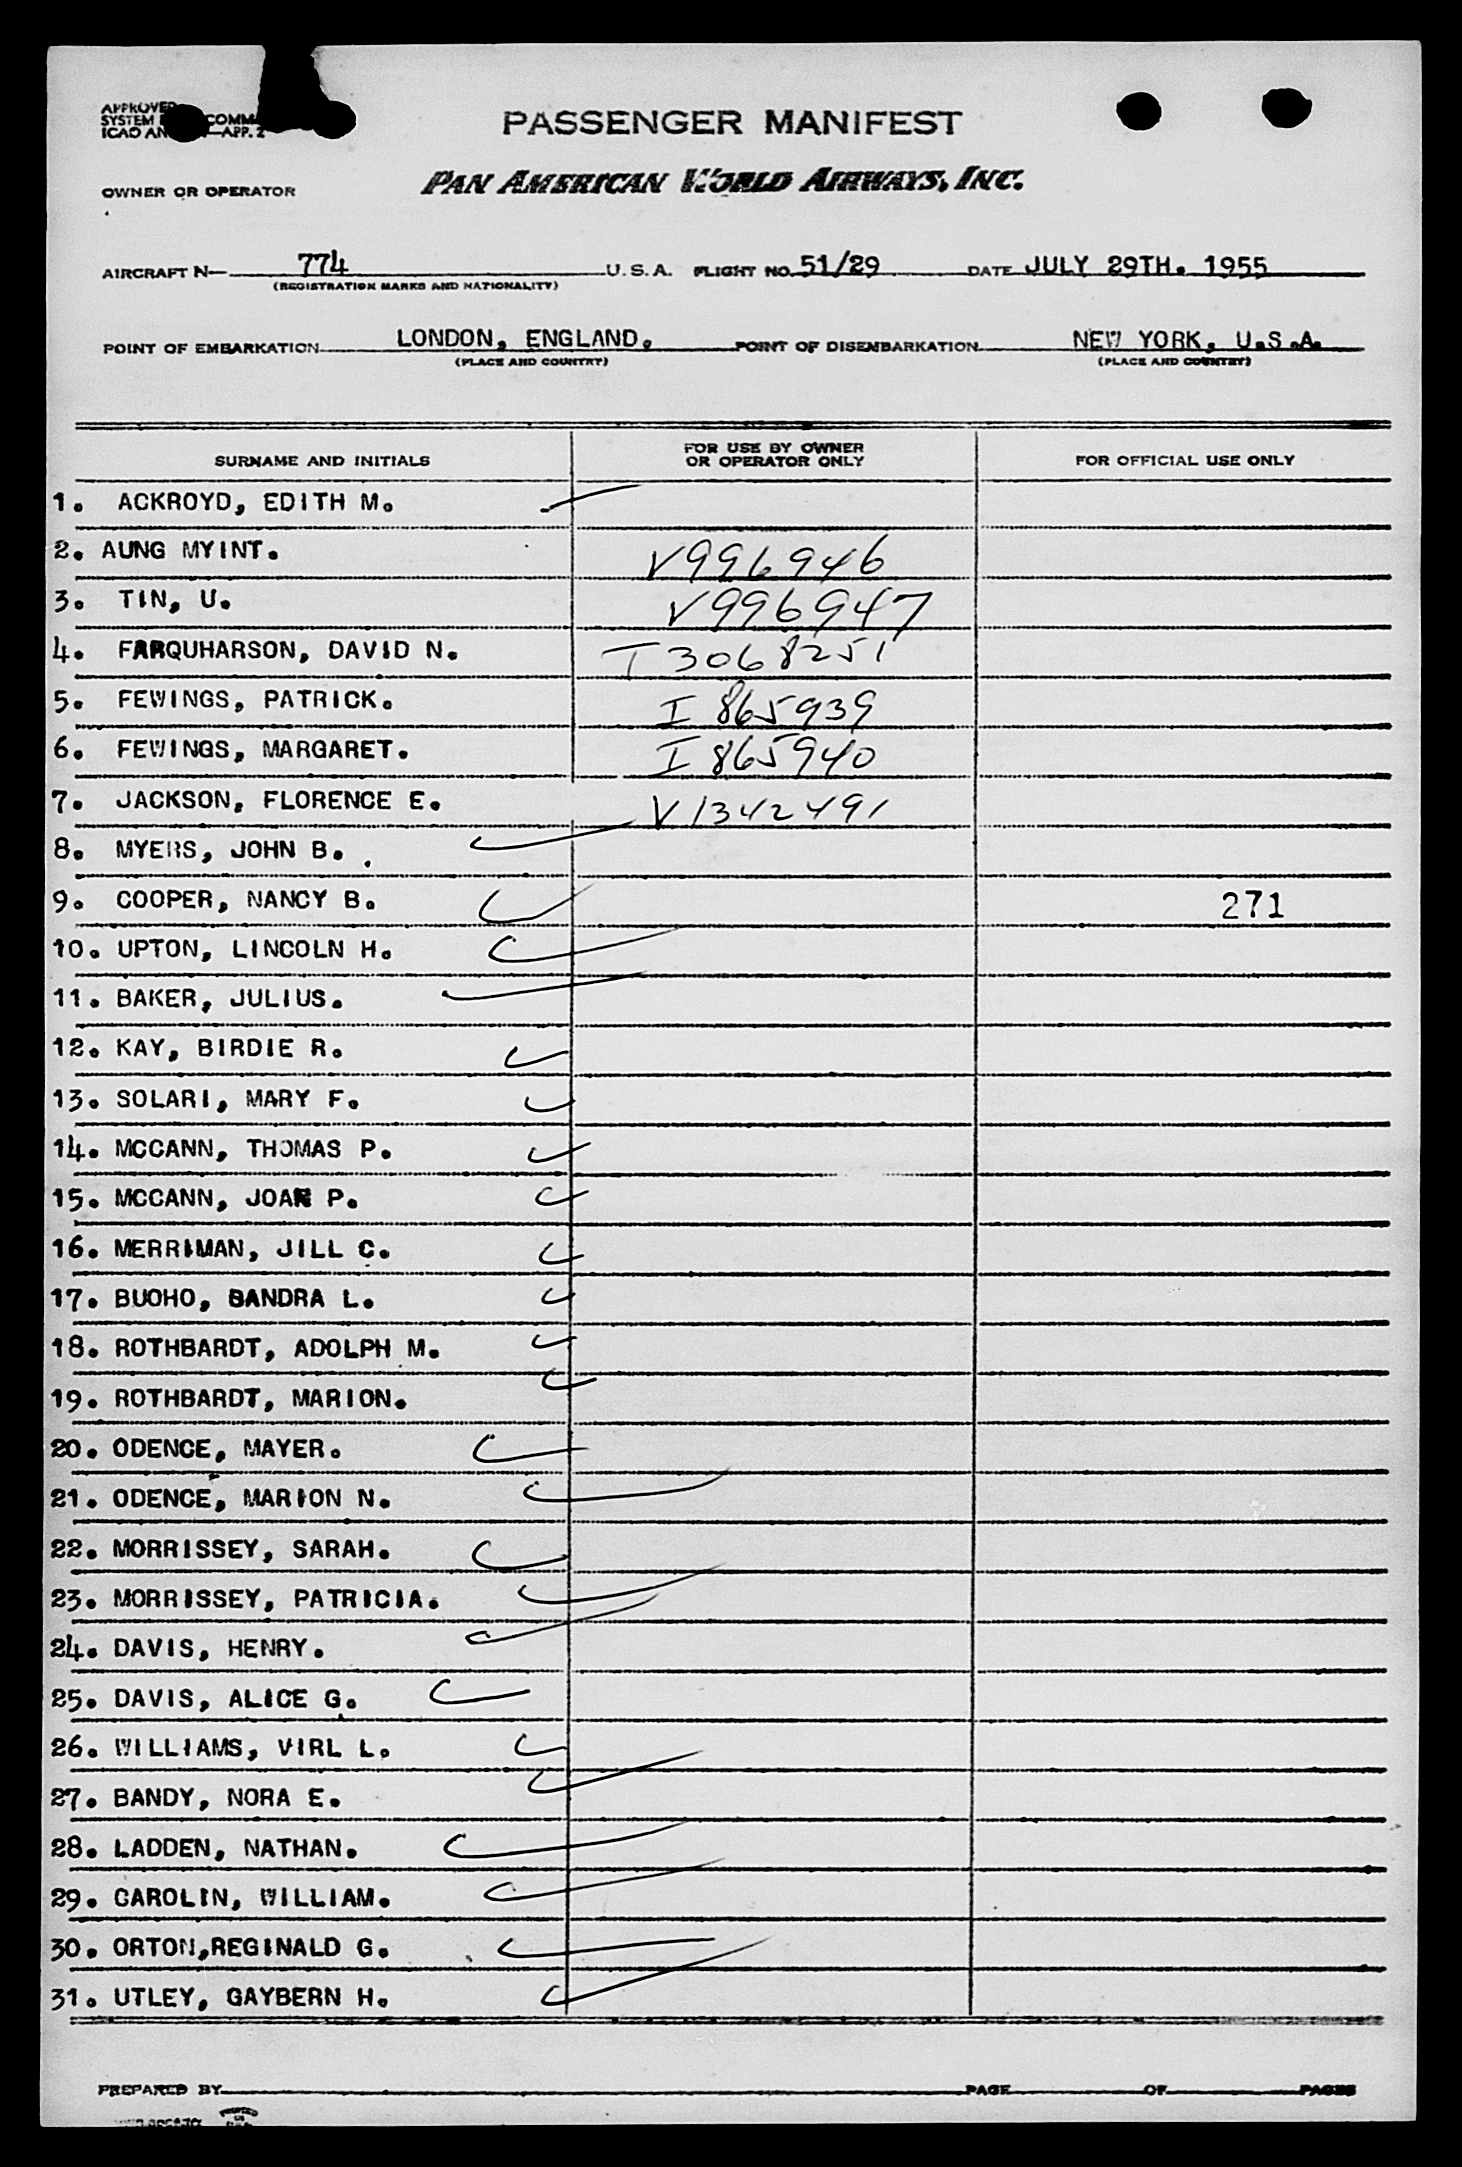 PASSENGER MANIFEST
PAN AMERICAN WORLD AIRWAYS, INC.
OWNER OR OPERATOR
AIRCRAFT N— 774 U.S.A. FLIGHT NO. 51/29 DATE JULY 29TH. 1955
(REGISTRATION MARKS AND NATIONALITY)
POINT OF EMBARKATION LONDON, ENGLAND. POINT OF DISEMBARKATION NEW YORK, U.S.A.
(PLACE AND COUNTRY) (PLACE AND COUNTRY)
SURNAME AND INITIALS FOR USE BY OWNER OR OPERATOR ONLY FOR OFFICIAL USE ONLY
1. ACKROYD, EDITH M.
2. AUNG MYINT. V996946
3. TIN, U. V996947
4. FARQUHARSON, DAVID N. T3068251
5. FEWINGS, PATRICK. I 865939
6. FEWINGS, MARGARET. I 865940
7. JACKSON, FLORENCE E. V1342491
8. MYERS, JOHN B.
9. COOPER, NANCY B. 271
10. UPTON, LINCOLN H.
11. BAKER, JULIUS.
12. KAY, BIRDIE R.
13. SOLARI, MARY F.
14. MCCANN, THOMAS P.
15. MCCANN, JOAN P.
16. MERRIMAN, JILL C.
17. BUOHO, SANDRA L.
18. ROTHBARDT, ADOLPH M.
19. ROTHBARDT, MARION.
20. ODENCE, MAYER.
21. ODENCE, MARION N.
22. MORRISSEY, SARAH.
23. MORRISSEY, PATRICIA.
24. DAVIS, HENRY.
25. DAVIS, ALICE G.
26. WILLIAMS, VIRL L.
27. BANDY, NORA E.
28. LADDEN, NATHAN.
29. CAROLIN, WILLIAM.
30. ORTON,REGINALD G.
31. UTLEY, GAYBERN H.
PREPARED BY PAGE OF PAGES